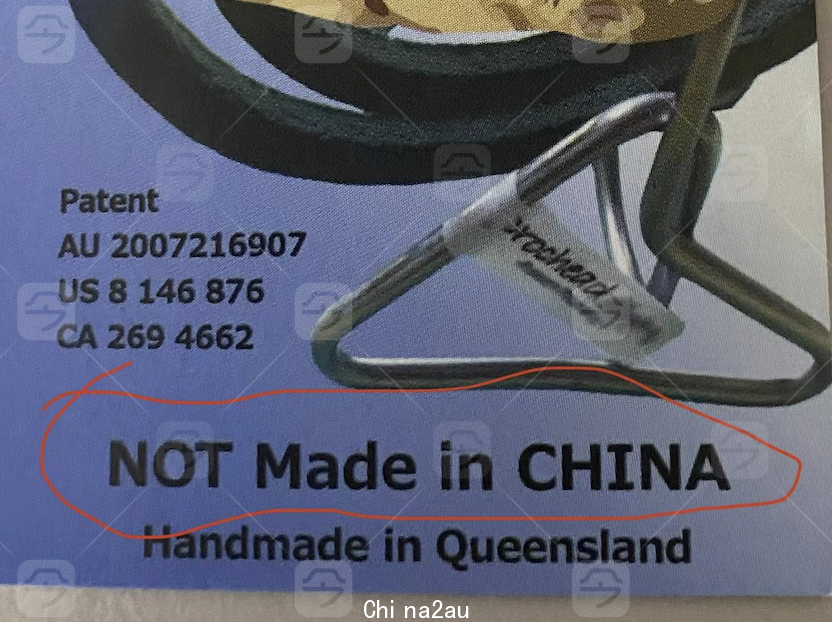 Patent
AU 2007216907
US 8 146 876
CA 269 4662
NOT Made in CHINA
Handmade in Queensland
Chi na2au